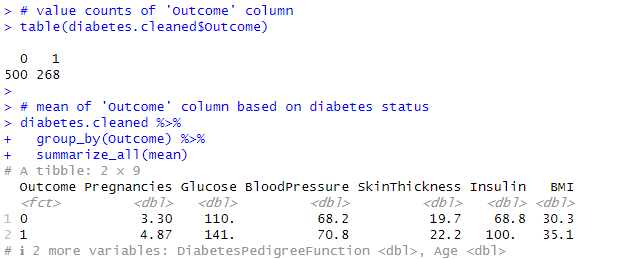 > # value counts of 'Outcome' column
> table(diabetes.cleaned$Outcome)
0 1
500 268
>
> # mean of 'Outcome' column based on diabetes status
> diabetes.cleaned %>%
+ group_by(Outcome) %>%
+ summarize_all(mean)
# A tibble: 2 × 9
Outcome Pregnancies Glucose BloodPressure SkinThickness Insulin BMI
<fct> <dbl> <dbl> <dbl> <dbl> <dbl> <dbl>
1 0 3.30 110. 68.2 19.7 68.8 30.3
2 1 4.87 141. 70.8 22.2 100. 35.1
# ℹ 2 more variables: DiabetesPedigreeFunction <dbl>, Age <dbl>